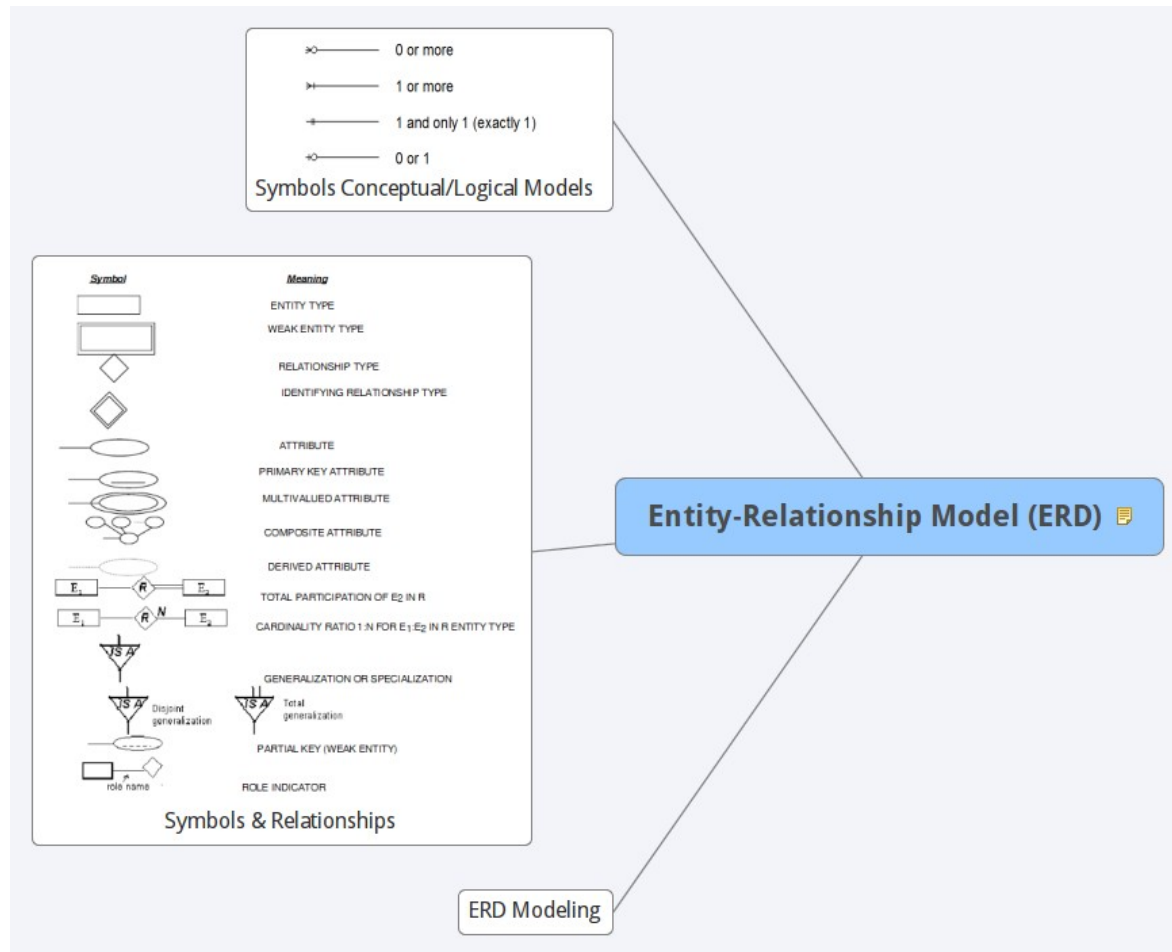 0 or more
1 or more
1 and only 1 (exactly 1)
0 or 1
Symbols Conceptual/Logical Models
Symbol Meaning
ENTITY TYPE
WEAK ENTITY TYPE
RELATIONSHIP TYPE
IDENTIFYING RELATIONSHIP TYPE
ATTRIBUTE
PRIMARY KEY ATTRIBUTE
MULTIVALUED ATTRIBUTE
COMPOSITE ATTRIBUTE
DERIVED ATTRIBUTE
E1 R E2 TOTAL PARTICIPATION OF E2 IN R
E1 R N E2 CARDINALITY RATIO 1:N FOR E1:E2 IN R ENTITY TYPE
IS A
GENERALIZATION OR SPECIALIZATION
IS A Disjoint generalization IS A Total generalization
PARTIAL KEY (WEAK ENTITY)
role name ROLE INDICATOR
Symbols & Relationships
Entity-Relationship Model (ERD)
ERD Modeling